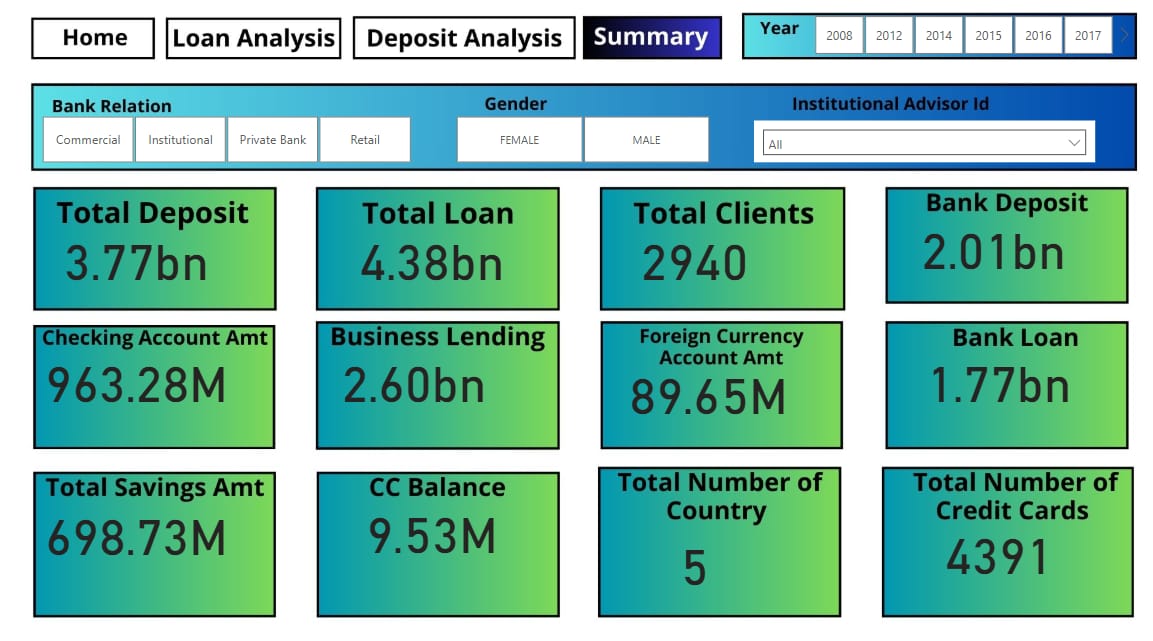 Home
Loan Analysis
Deposit Analysis
Summary
Year
2008
2012
2014
2015
2016
2017
Bank Relation
Commercial
Institutional
Private Bank
Retail
Gender
FEMALE
MALE
Institutional Advisor Id
All
Total Deposit
3.77bn
Total Loan
4.38bn
Total Clients
2940
Bank Deposit
2.01bn
Checking Account Amt
963.28M
Business Lending
2.60bn
Foreign Currency
Account Amt
89.65M
Bank Loan
1.77bn
Total Savings Amt
698.73M
CC Balance
9.53M
Total Number of
Country
5
Total Number of
Credit Cards
4391